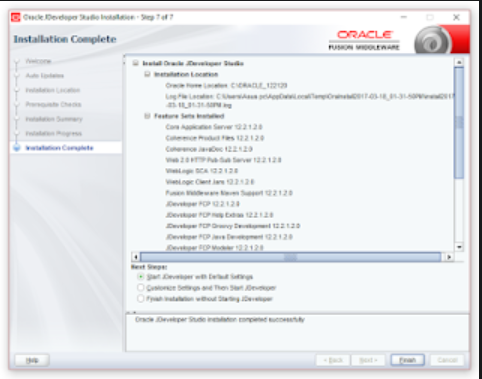 Oracle JDeveloper Studio Installation - Step 7 of 7
Installation Complete
ORACLE
FUSION MIDDLEWARE
Welcome
Auto Updates
Installation Location
Prerequisite Checks
Installation Summary
Installation Progress
Installation Complete
Install Oracle JDeveloper Studio
Installation Location
Oracle Home Location: C:\ORACLE_122120
Log File Location: C:\Users\Asus pc\AppData\Local\Temp\OraInstall2017-03-18_01-31-50PM\install2017
-03-18_01-31-50PM.log
Feature Sets Installed
Core Application Server 12.2.1.2.0
Coherence Product Files 12.2.1.2.0
Coherence JavaDoc 12.2.1.2.0
Web 2.0 HTTP Pub-Sub Server 12.2.1.2.0
WebLogic SCA 12.2.1.2.0
WebLogic Client Jars 12.2.1.2.0
Fusion Middleware Maven Support 12.2.1.2.0
JDeveloper FCP 12.2.1.2.0
JDeveloper FCP Help Extras 12.2.1.2.0
JDeveloper FCP Groovy Development 12.2.1.2.0
JDeveloper FCP Java Development 12.2.1.2.0
JDeveloper FCP Modeler 12.2.1.2.0
Next Steps:
Start JDeveloper with Default Settings
Customize Settings and Then Start JDeveloper
Finish Installation without Starting JDeveloper
Oracle JDeveloper Studio installation completed successfully.
Help
< Back
Next >
Finish
Cancel